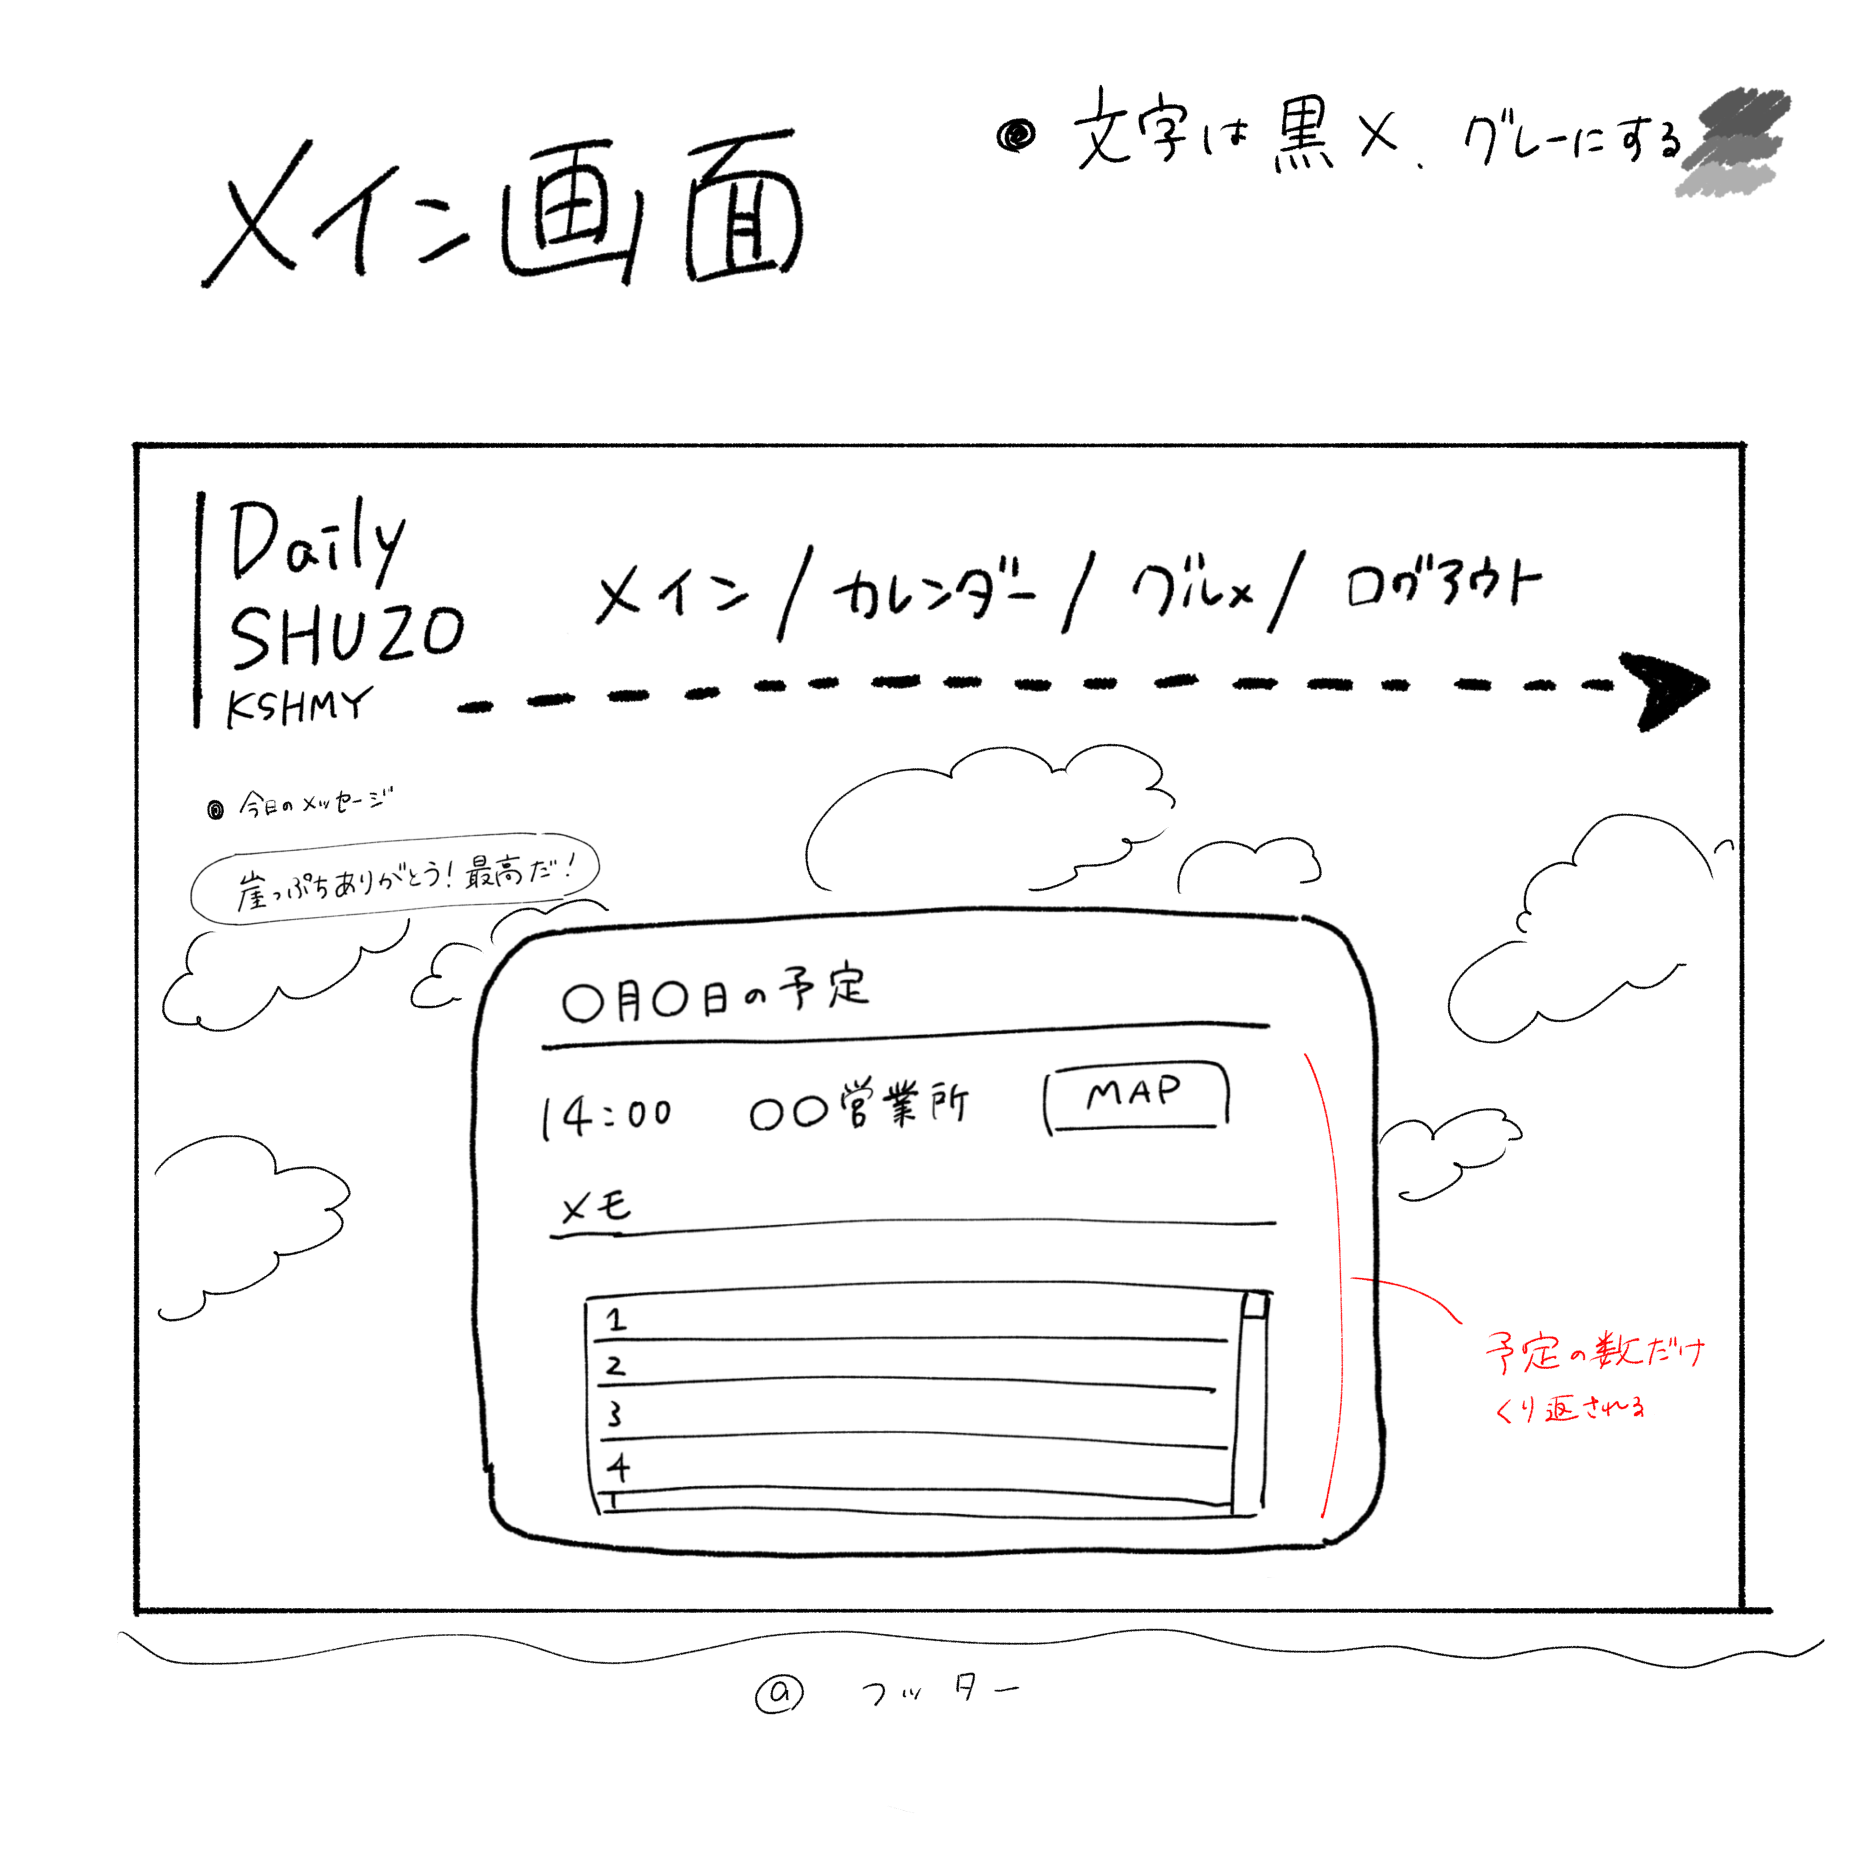 メイン画面
文字は黒×、グレーにする
Daily
SHUZO
KSHMY
メイン/カレンダー/グルメ/ログアウト
今日のメッセージ
崖っぷちありがとう!最高だ!
〇月〇日の予定
14:00 〇〇営業所 MAP
メモ
1
2
3
4
予定の数だけ
くり返される
@ フッター